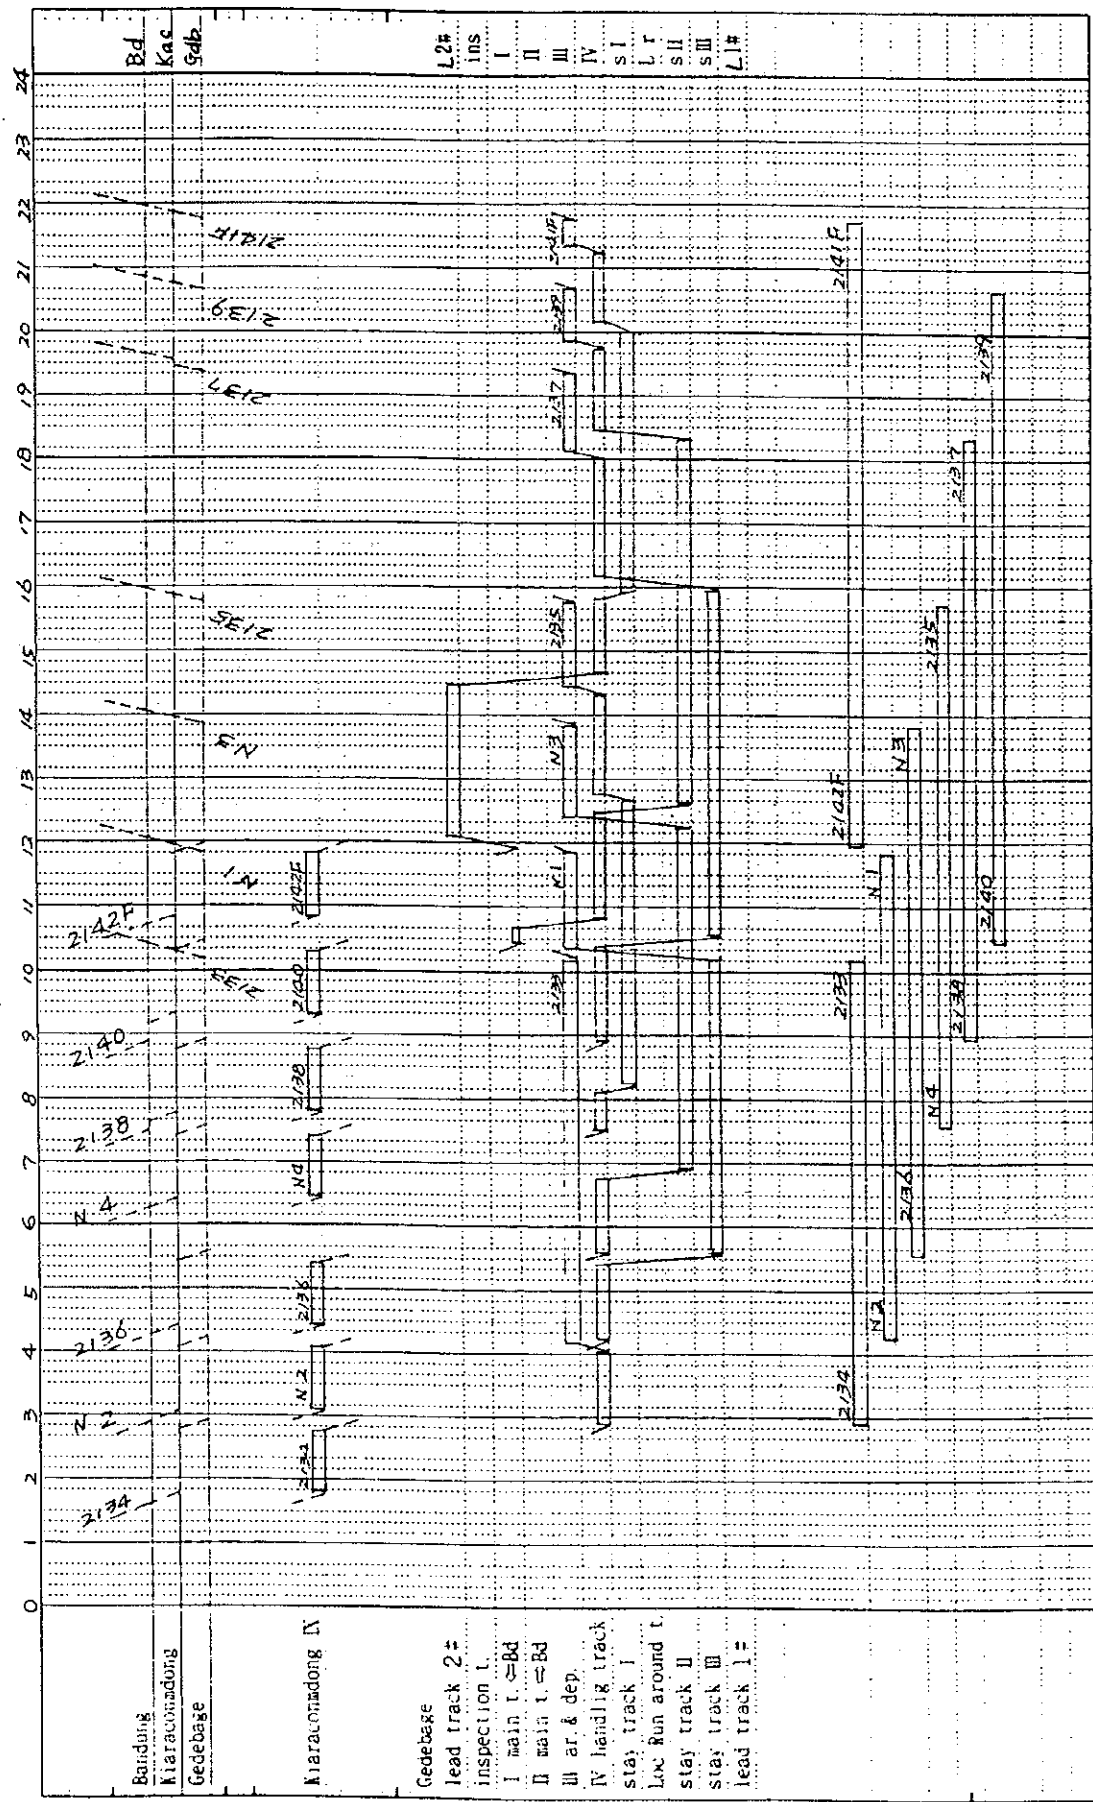 0 1 2 3 4 5 6 7 8 9 10 11 12 13 14 15 16 17 18 19 20 21 22 23 24
Bandung
Bd
Kiaracondong
Kac
Gedebage
Gdb
2134
N 2
2136
N 4
2138
2140
2142F
2133
N1
N3
2135
2137
2139
2141F
Kiaracondong IX
N2
2136
N4
2138
2140
2142F
Gedebage
lead track 2#
L2#
inspection t.
ins
I main t. ⇐Bd
I
II main t. ⇐Bd
II
III ar.& dep.
III
2133
N1
N3
2135
2137
2139
2141F
IV handlig track
IV
stay track I
s I
Loc Run around t.
L r
stay track II
s II
stay track III
s III
lead track 1#
L1#
2134
2133
2142F
2141F
N2
N1
2136
N3
N4
2135
2138
2137
2140
2139